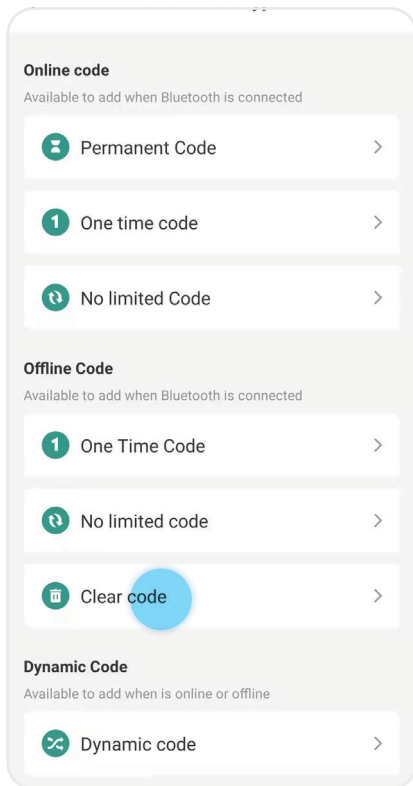 Online code
Available to add when Bluetooth is connected
Permanent Code
1 One time code
No limited Code
Offline Code
Available to add when Bluetooth is connected
1 One Time Code
No limited code
Clear code
Dynamic Code
Available to add when is online or offline
Dynamic code